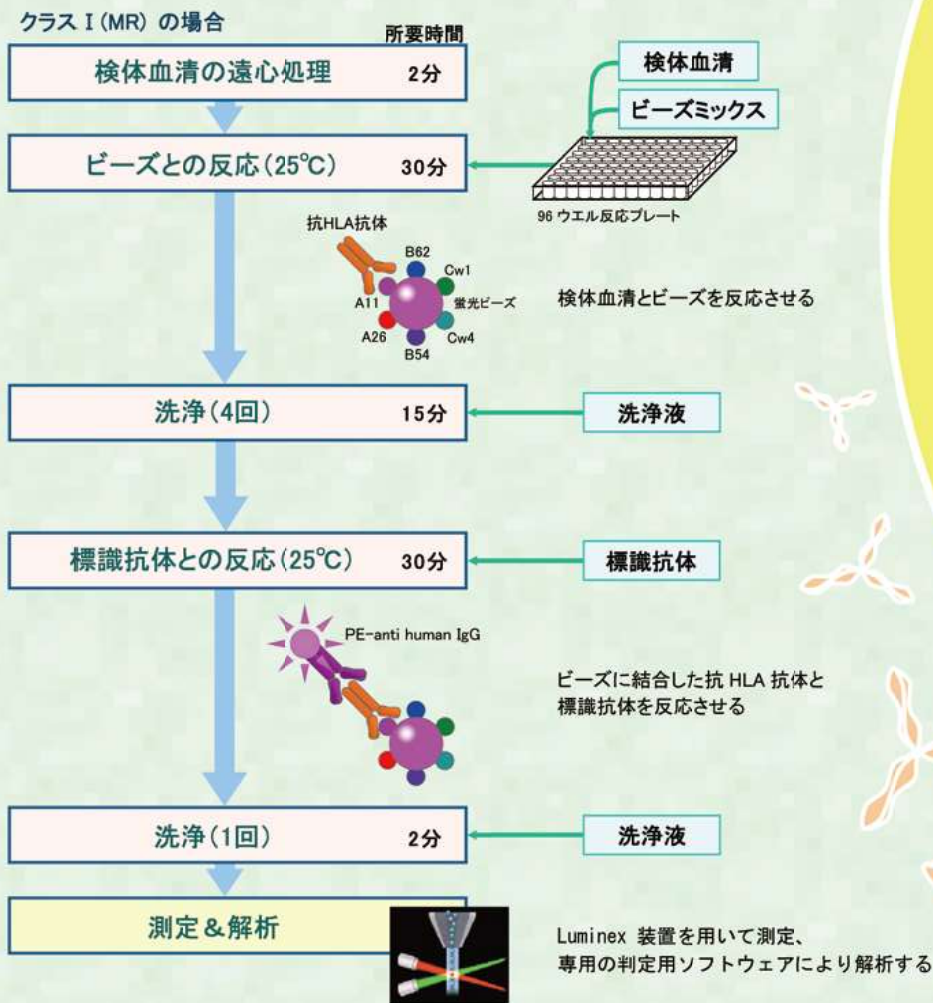 クラス I (MR) の場合
所要時間
検体血清の遠心処理 2分
検体血清
ビーズミックス
ビーズとの反応(25℃) 30分
96 ウエル反応プレート
抗HLA抗体
B62
Cw1
A11
蛍光ビーズ
A26
Cw4
B54
検体血清とビーズを反応させる
洗浄(4回) 15分
洗浄液
標識抗体との反応(25℃) 30分
標識抗体
PE-anti human IgG
ビーズに結合した抗 HLA 抗体と
標識抗体を反応させる
洗浄(1回) 2分
洗浄液
測定&解析
Luminex 装置を用いて測定、
専用の判定用ソフトウェアにより解析する